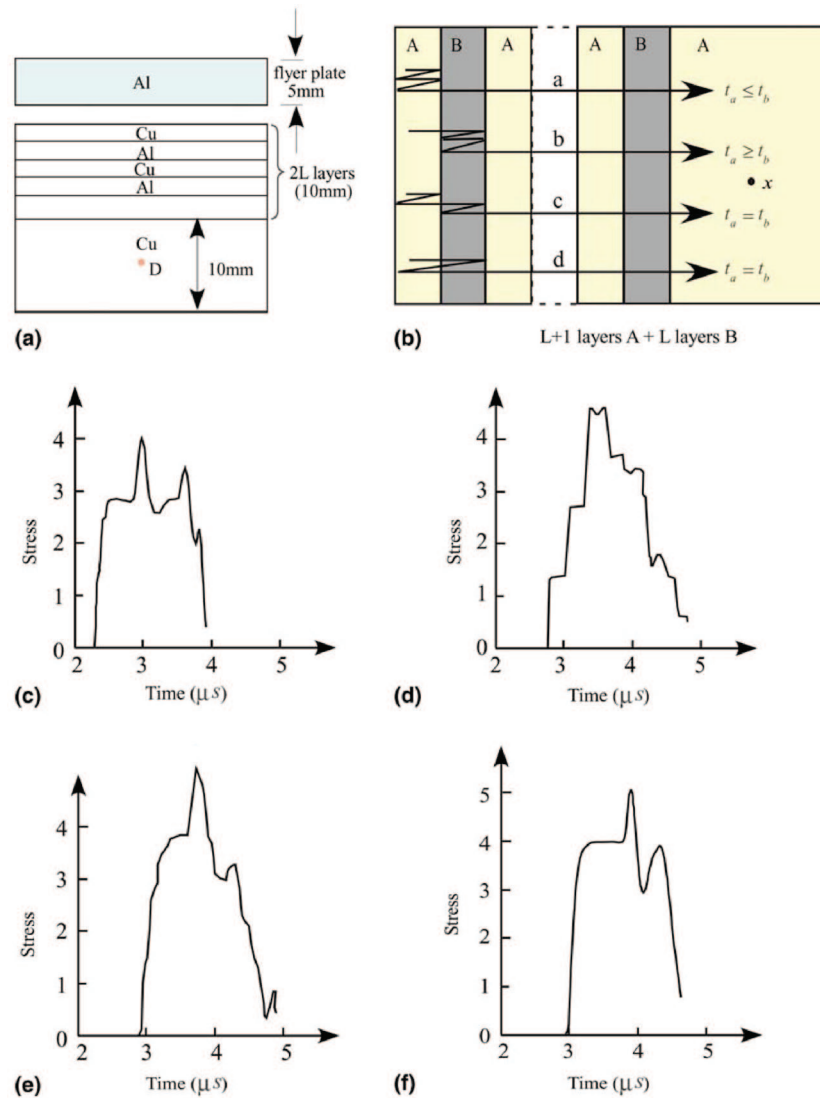 Al
flyer plate
5mm
Cu
Al
Cu
Al
2L layers
(10mm)
Cu
D
10mm
(a)
A B A A B A
a
t_a ≤ t_b
b
t_a ≥ t_b
x
c
t_a = t_b
d
t_a = t_b
(b)
L+1 layers A + L layers B
4
3
2
1
0
Stress
2 3 4 5
Time (μs)
(c)
4
3
2
1
0
Stress
2 3 4 5
Time (μs)
(d)
4
3
2
1
0
Stress
2 3 4 5
Time (μs)
(e)
5
4
3
2
1
0
Stress
2 3 4 5
Time (μs)
(f)